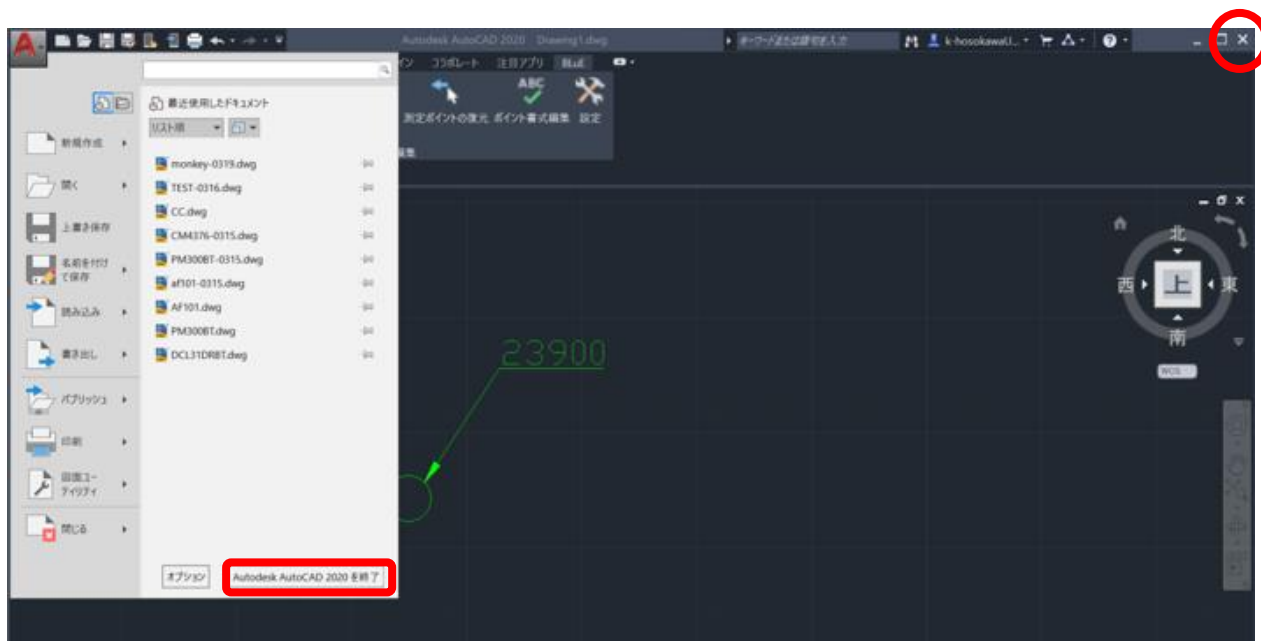 Autodesk AutoCAD 2020 Drawing1.dwg
キーワードまたは語句を入力
k-hosokawaU...
コラボレート 注目アプリ BLuE
最近使用したドキュメント
ABC
測定ポイントの復元 ポイント書式編集 設定
リスト順
新規作成
monkey-0319.dwg
開く
TEST-0316.dwg
CC.dwg
上書き保存
CM4376-0315.dwg
PM300BT-0315.dwg
名前を付け
て保存
af101-0315.dwg
AF101.dwg
読み込み
PM300BT.dwg
DCL31DRBT.dwg
書き出し
パブリッシュ
印刷
図面ユー
ティリティ
閉じる
オプション
Autodesk AutoCAD 2020 を終了
23900
北
西
上
東
南
WCS